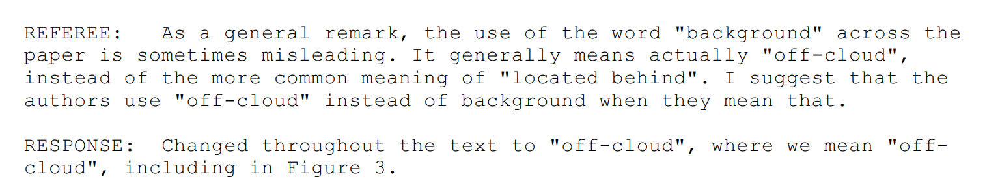 REFEREE:   As a general remark, the use of the word "background" across the
paper is sometimes misleading. It generally means actually "off-cloud",
instead of the more common meaning of "located behind". I suggest that the
authors use "off-cloud" instead of background when they mean that.
RESPONSE:  Changed throughout the text to "off-cloud", where we mean "off-
cloud", including in Figure 3.